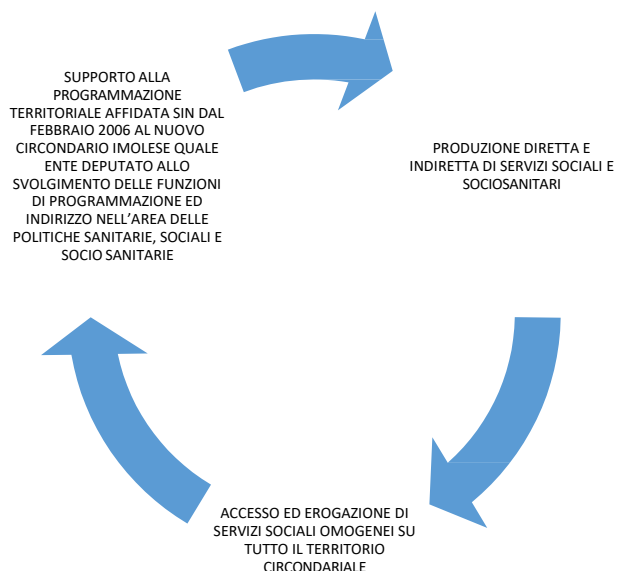 SUPPORTO ALLA
PROGRAMMAZIONE
TERRITORIALE AFFIDATA SIN DAL
FEBBRAIO 2006 AL NUOVO
CIRCONDARIO IMOLESE QUALE
ENTE DEPUTATO ALLO
SVOLGIMENTO DELLE FUNZIONI
DI PROGRAMMAZIONE ED
INDIRIZZO NELL’AREA DELLE
POLITICHE SANITARIE, SOCIALI E
SOCIO SANITARIE
PRODUZIONE DIRETTA E
INDIRETTA DI SERVIZI SOCIALI E
SOCIOSANITARI
ACCESSO ED EROGAZIONE DI
SERVIZI SOCIALI OMOGENEI SU
TUTTO IL TERRITORIO
CIRCONDARIALE